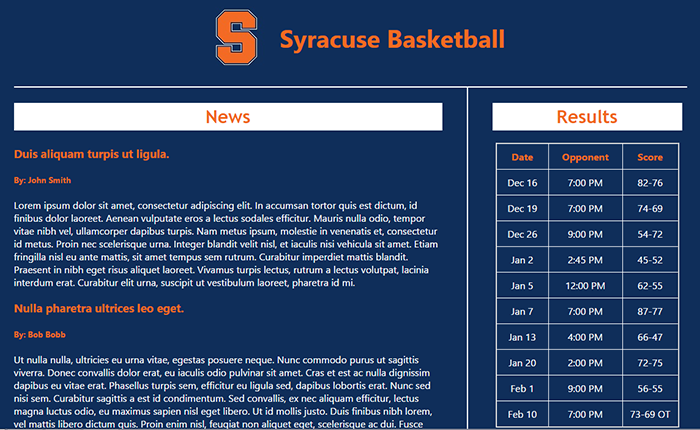 S
Syracuse Basketball
News
Duis aliquam turpis ut ligula.
By: John Smith
Lorem ipsum dolor sit amet, consectetur adipiscing elit. In accumsan tortor quis est dictum, id
finibus dolor laoreet. Aenean vulputate eros a lectus sodales efficitur. Mauris nulla odio, tempor
vitae nibh vel, ullamcorper dapibus turpis. Nam metus ipsum, molestie in venenatis et, consectetur
id metus. Proin nec scelerisque urna. Integer blandit velit nisl, et iaculis nisi vehicula sit amet. Etiam
fringilla nisl eu ante mattis, sit amet tempus sem rutrum. Curabitur imperdiet mattis blandit.
Praesent in nibh eget risus aliquet laoreet. Vivamus turpis lectus, rutrum a lectus volutpat, lacinia
interdum erat. Curabitur elit urna, suscipit ut vestibulum laoreet, pharetra id mi.
Nulla pharetra ultrices leo eget.
By: Bob Bobb
Ut nulla nulla, ultricies eu urna vitae, egestas posuere neque. Nunc commodo purus ut sagittis
viverra. Donec convallis dolor erat, eu iaculis odio pulvinar sit amet. Cras et est ac nulla dignissim
dapibus eu vitae erat. Phasellus turpis sem, efficitur eu ligula sed, dapibus lobortis erat. Nunc sed
nisi sem. Curabitur sagittis a est id condimentum. Sed convallis, ex nec aliquam efficitur, lectus
magna luctus odio, eu maximus sapien nisl eget libero. Ut id mollis justo. Duis finibus nibh lorem,
vel mattis libero dictum quis. Proin enim nisl, feugiat non aliquet eget, scelerisque ac dui. Fusce
Results
Date Opponent Score
Dec 16 7:00 PM 82-76
Dec 19 7:00 PM 74-69
Dec 26 9:00 PM 54-72
Jan 2 2:45 PM 45-52
Jan 5 12:00 PM 62-55
Jan 7 7:00 PM 87-77
Jan 13 4:00 PM 66-47
Jan 20 2:00 PM 72-75
Feb 1 9:00 PM 56-55
Feb 10 7:00 PM 73-69 OT